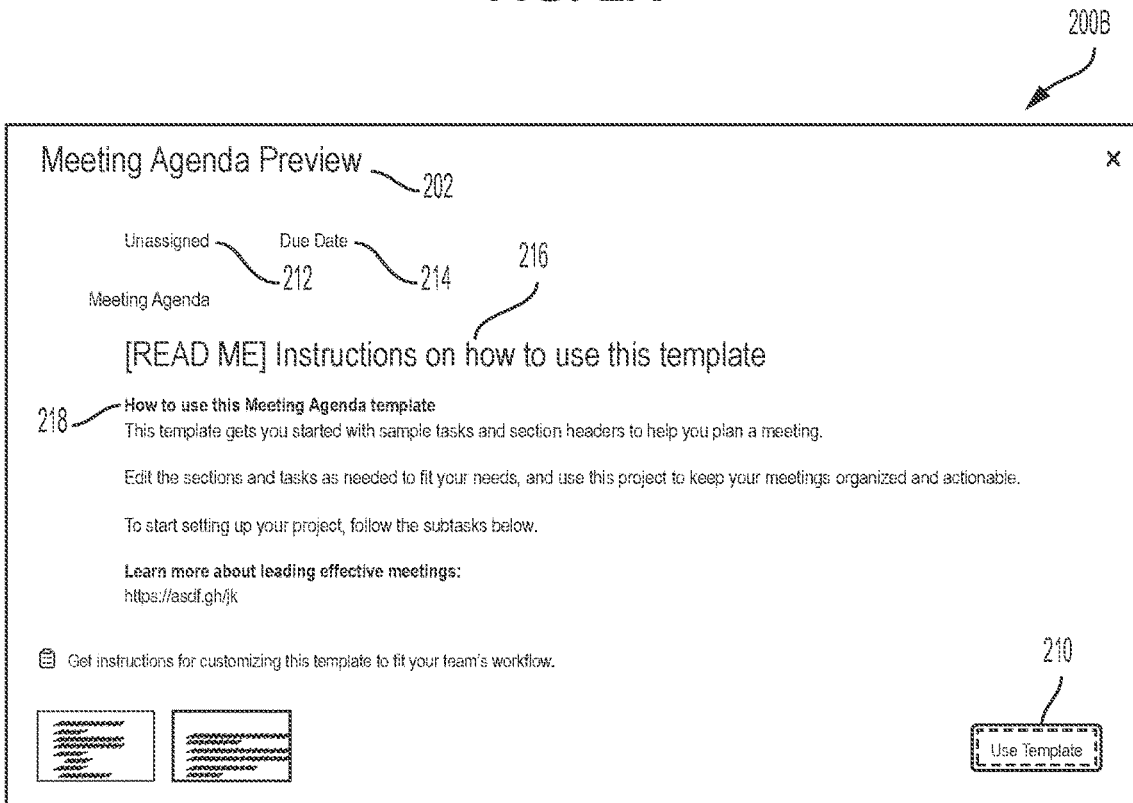 200B
Meeting Agenda Preview
202
×
Unassigned Due Date
212 214 216
Meeting Agenda
[READ ME] Instructions on how to use this template
218 How to use this Meeting Agenda template
This template gets you started with sample tasks and section headers to help you plan a meeting.
Edit the sections and tasks as needed to fit your needs, and use this project to keep your meetings organized and actionable.
To start setting up your project, follow the subtasks below.
Learn more about leading effective meetings:
https://asdf.gh/jk
Get instructions for customizing this template to fit your team's workflow.
210
Use Template